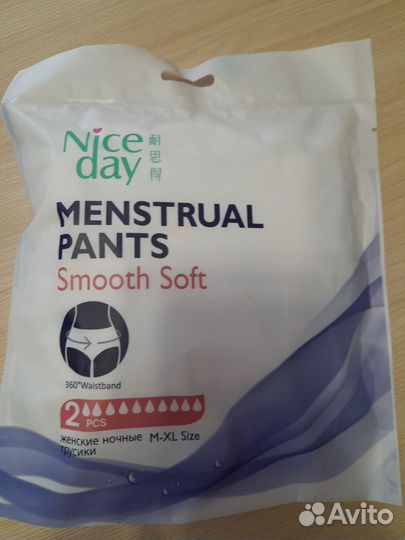 Nice
day
耐思得
MENSTRUAL
PANTS
Smooth Soft
360°Waistband
2
PCS
женские ночные M-XL Size
трусики
Avito